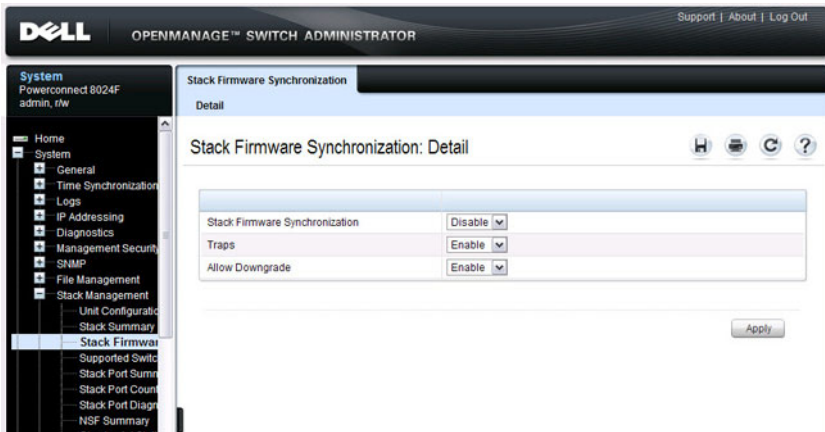 Support | About | Log Out
DELL
OPENMANAGE™ SWITCH ADMINISTRATOR
System
Powerconnect 8024F
admin, r/w
Stack Firmware Synchronization
Detail
Home
System
General
Time Synchronization
Logs
IP Addressing
Diagnostics
Management Security
SNMP
File Management
Stack Management
Unit Configuratio
Stack Summary
Stack Firmwar
Supported Switc
Stack Port Summ
Stack Port Count
Stack Port Diagn
NSF Summary
Stack Firmware Synchronization: Detail
Stack Firmware Synchronization Disable
Traps Enable
Allow Downgrade Enable
Apply